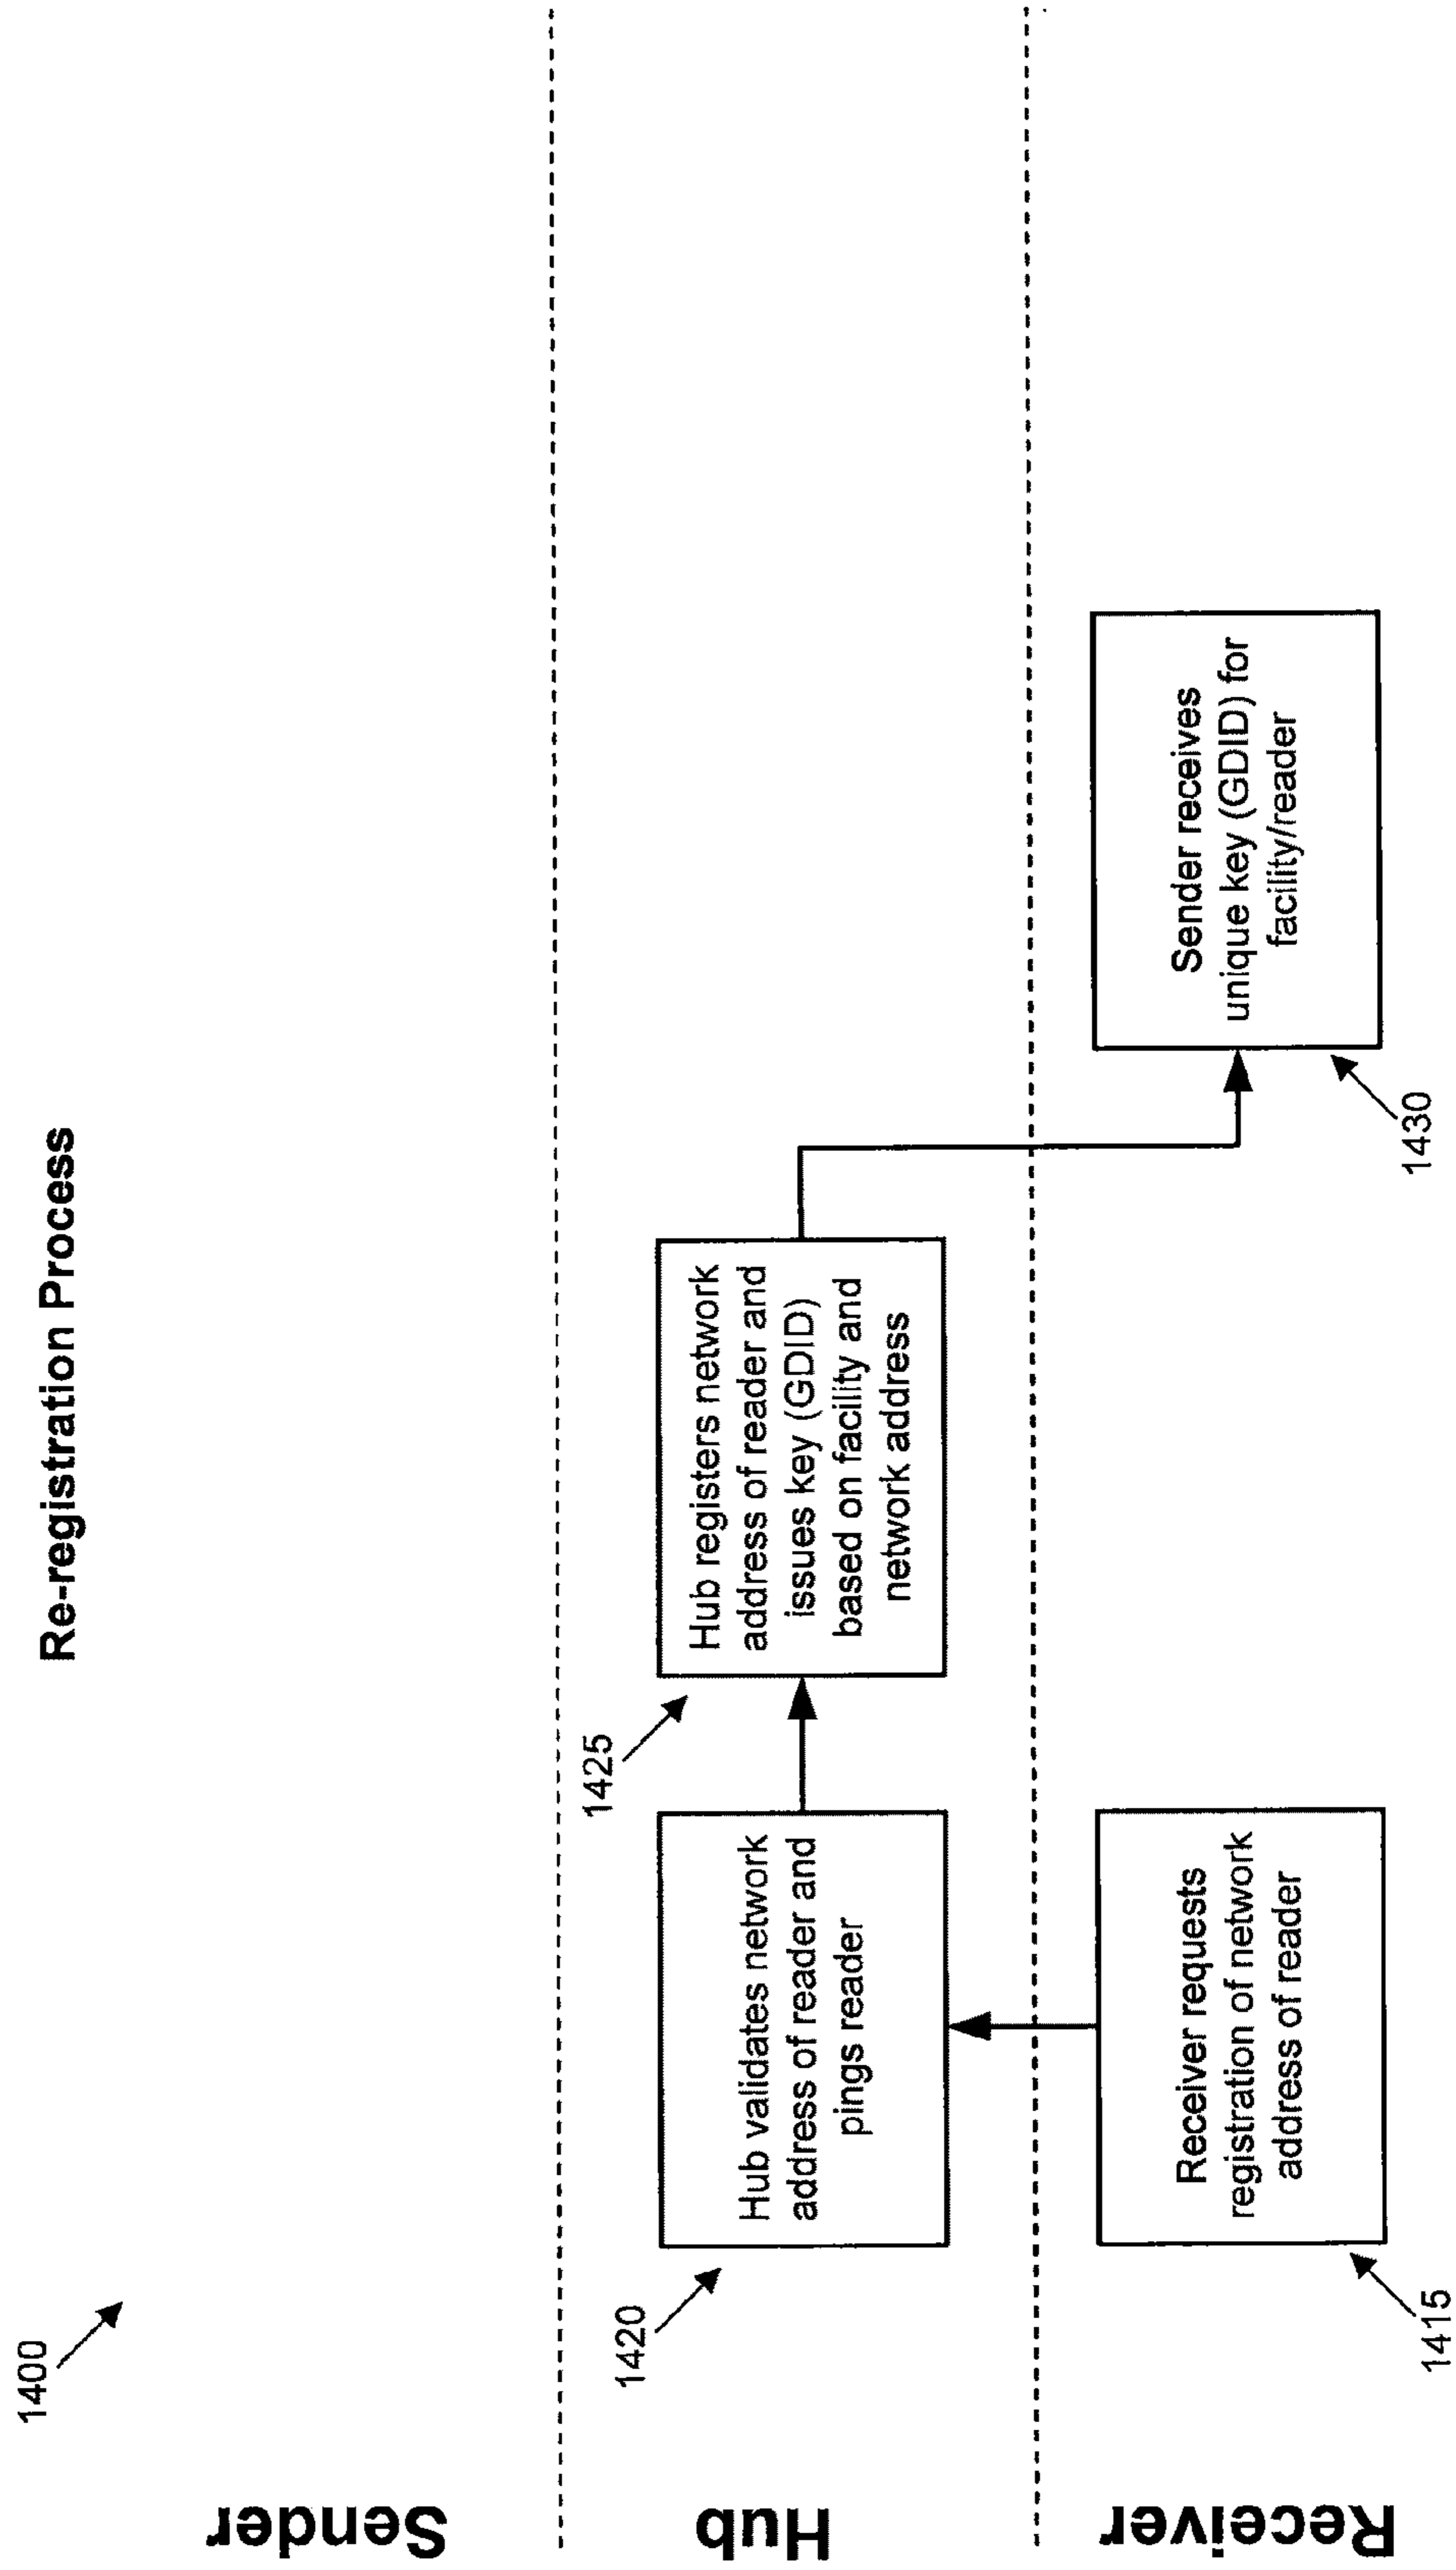 Re-registration Process
1400
Sender
Hub
1420
Hub validates network
address of reader and
pings reader
1425
Hub registers network
address of reader and
issues key (GDID)
based on facility and
network address
Receiver
1415
Receiver requests
registration of network
address of reader
1430
Sender receives
unique key (GDID) for
facility/reader